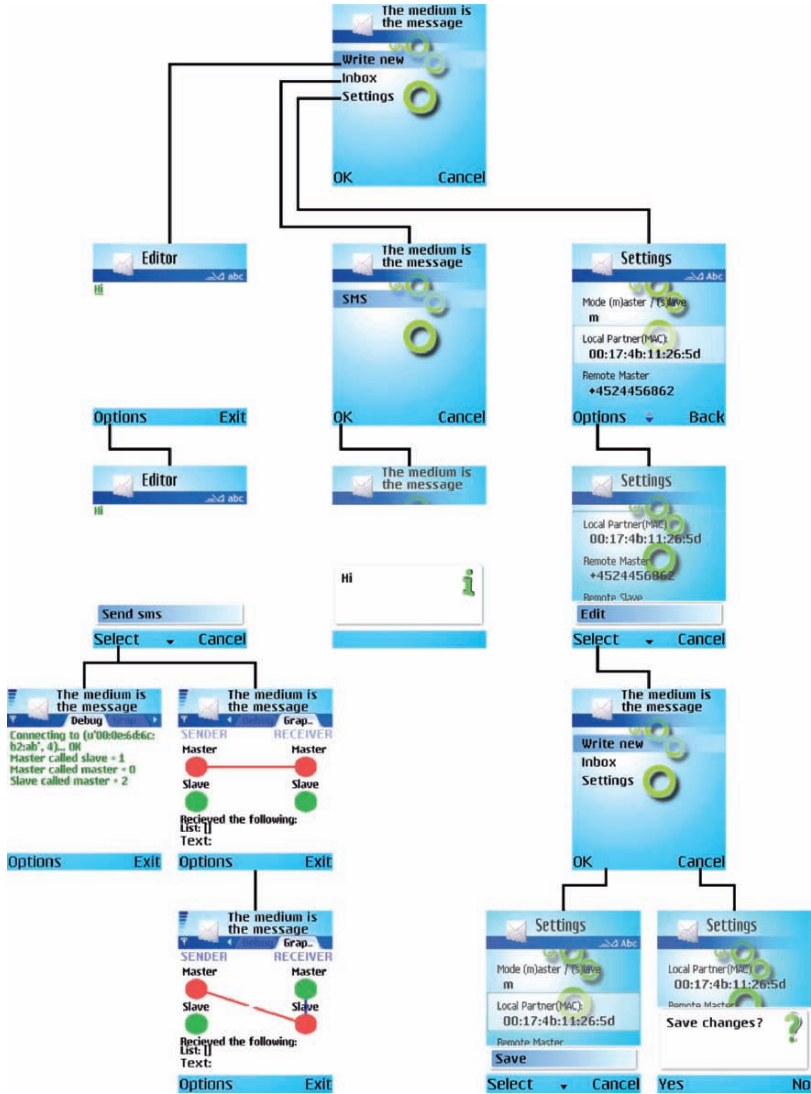 The medium is
the message
Write new
Inbox
Settings
OK Cancel
Editor
abc
Hi
Options Exit
The medium is
the message
SMS
OK Cancel
Settings
Abc
Mode (m)aster / (s)lave
m
Local Partner(MAC):
00:17:4b:11:26:5d
Remote Master
+4524456862
Options Back
Editor
abc
Hi
Send sms
Select Cancel
The medium is
the message
Hi
Settings
Local Partner(MAC)
00:17:4b:11:26:5d
Remote Master
+4524456862
Remote Slave
Edit
Select Cancel
The medium is
the message
Debug Grap..
Connecting to (u'00:0e:6d:6c:
b2:ab', 4)... OK
Master called slave = 1
Master called master = 0
Slave called master = 2
Options Exit
The medium is
the message
Debug Grap..
SENDER RECEIVER
Master Master
Slave Slave
Recieved the following:
List: []
Text:
Options Exit
The medium is
the message
Write new
Inbox
Settings
OK Cancel
The medium is
the message
Debug Grap..
SENDER RECEIVER
Master Master
Slave Slave
Recieved the following:
List: []
Text:
Options Exit
Settings
Abc
Mode (m)aster / (s)lave
m
Local Partner(MAC):
00:17:4b:11:26:5d
Remote Master
Save
Select Cancel
Settings
Local Partner(MAC)
00:17:4b:11:26:5d
Remote Master
Save changes?
Yes No